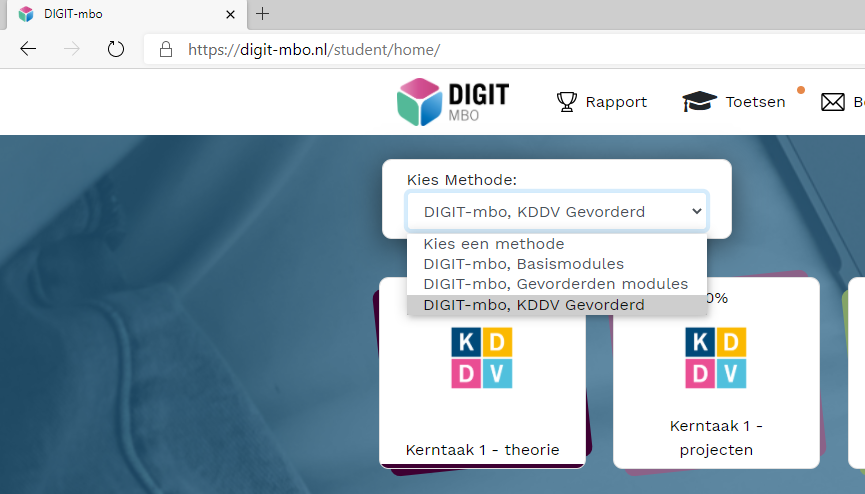 DIGIT-mbo
https://digit-mbo.nl/student/home/
DIGIT
MBO
Rapport
Toetsen
Kies Methode:
DIGIT-mbo, KDDV Gevorderd
Kies een methode
DIGIT-mbo, Basismodules
DIGIT-mbo, Gevorderden modules
DIGIT-mbo, KDDV Gevorderd
0%
K D
D V
K D
D V
Kerntaak 1 - theorie
Kerntaak 1 -
projecten